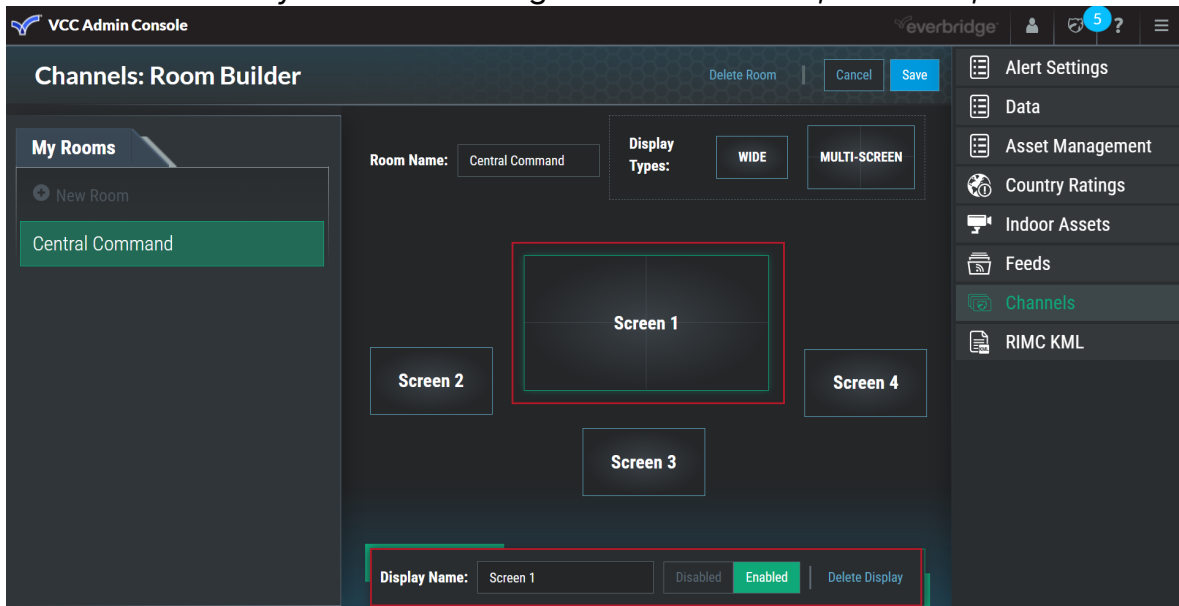 VCC Admin Console
everbridge
5
?
Channels: Room Builder
Delete Room
Cancel
Save
My Rooms
New Room
Central Command
Room Name:
Central Command
Display Types:
WIDE
MULTI-SCREEN
Screen 1
Screen 2
Screen 4
Screen 3
Display Name:
Screen 1
Disabled
Enabled
Delete Display
Alert Settings
Data
Asset Management
Country Ratings
Indoor Assets
Feeds
Channels
RIMC KML